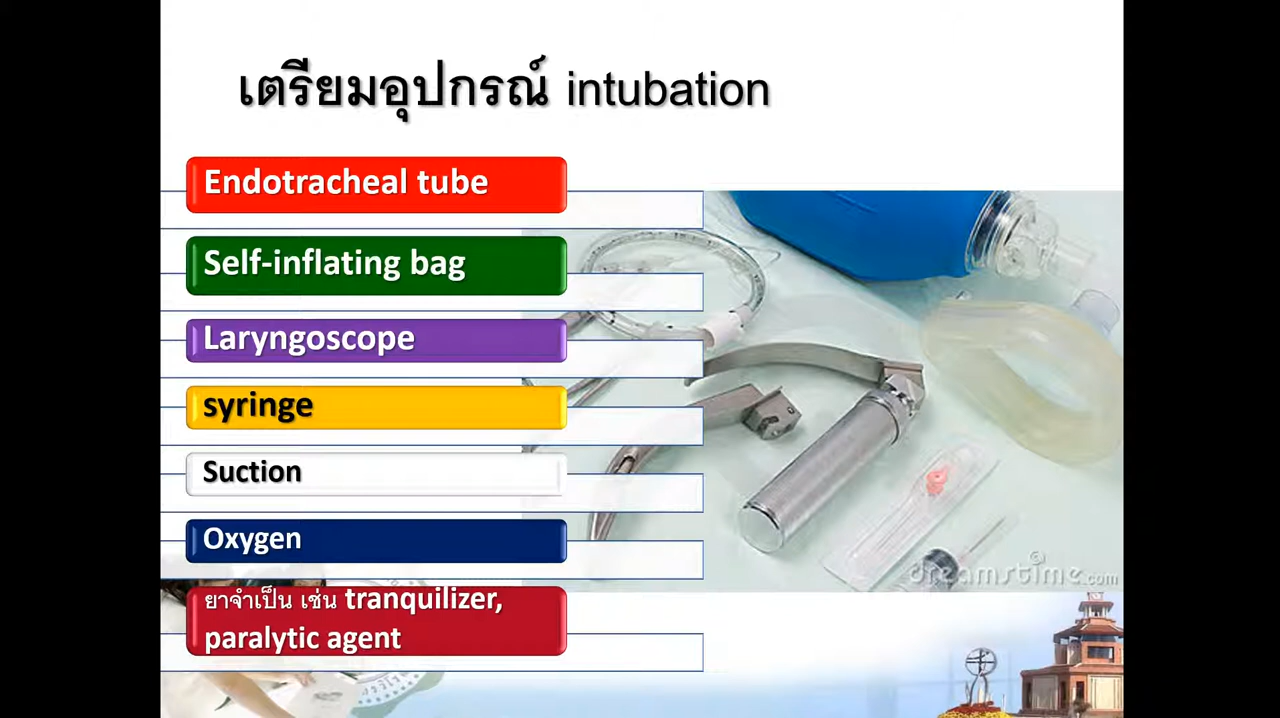 เตรียมอุปกรณ์ intubation
Endotracheal tube
Self-inflating bag
Laryngoscope
syringe
Suction
Oxygen
ยาจำเป็น เช่น tranquilizer,
paralytic agent
dreamstime.com